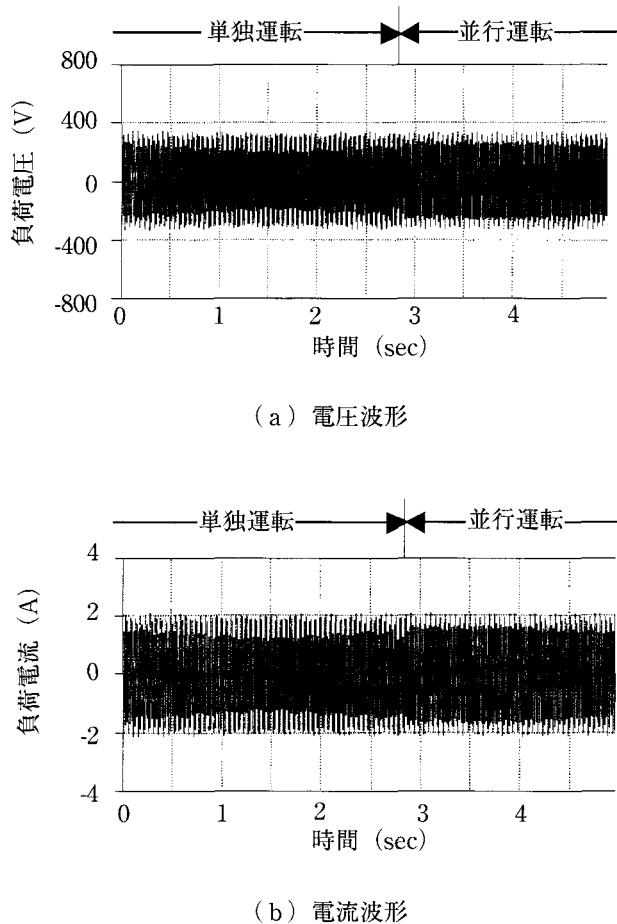 単独運転 並行運転
800
400
0
-400
-800
負荷電圧 (V)
0 1 2 3 4
時間 (sec)
(a) 電圧波形
単独運転 並行運転
4
2
0
-2
-4
負荷電流 (A)
0 1 2 3 4
時間 (sec)
(b) 電流波形